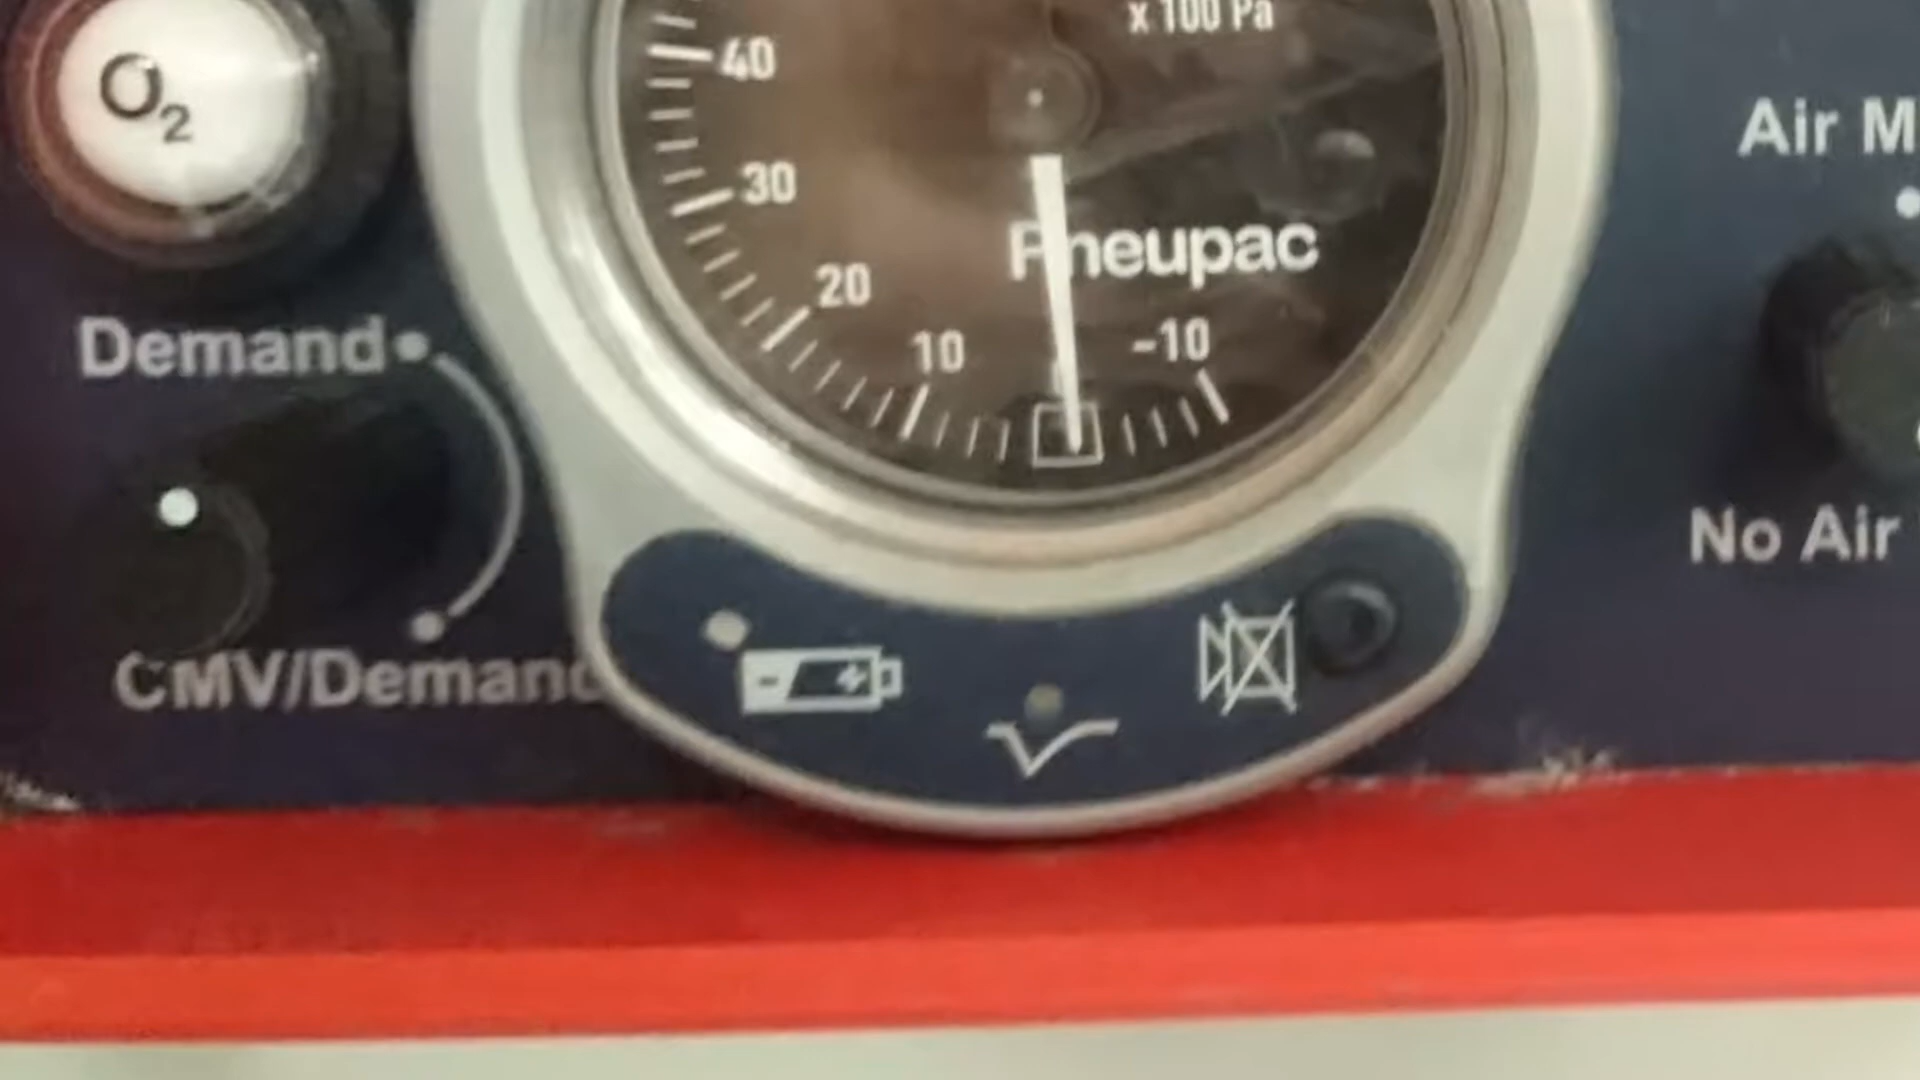 x 100 Pa
40
O2
Air M
30
Pneupac
20
10
-10
Demand
No Air
CMV/Demand